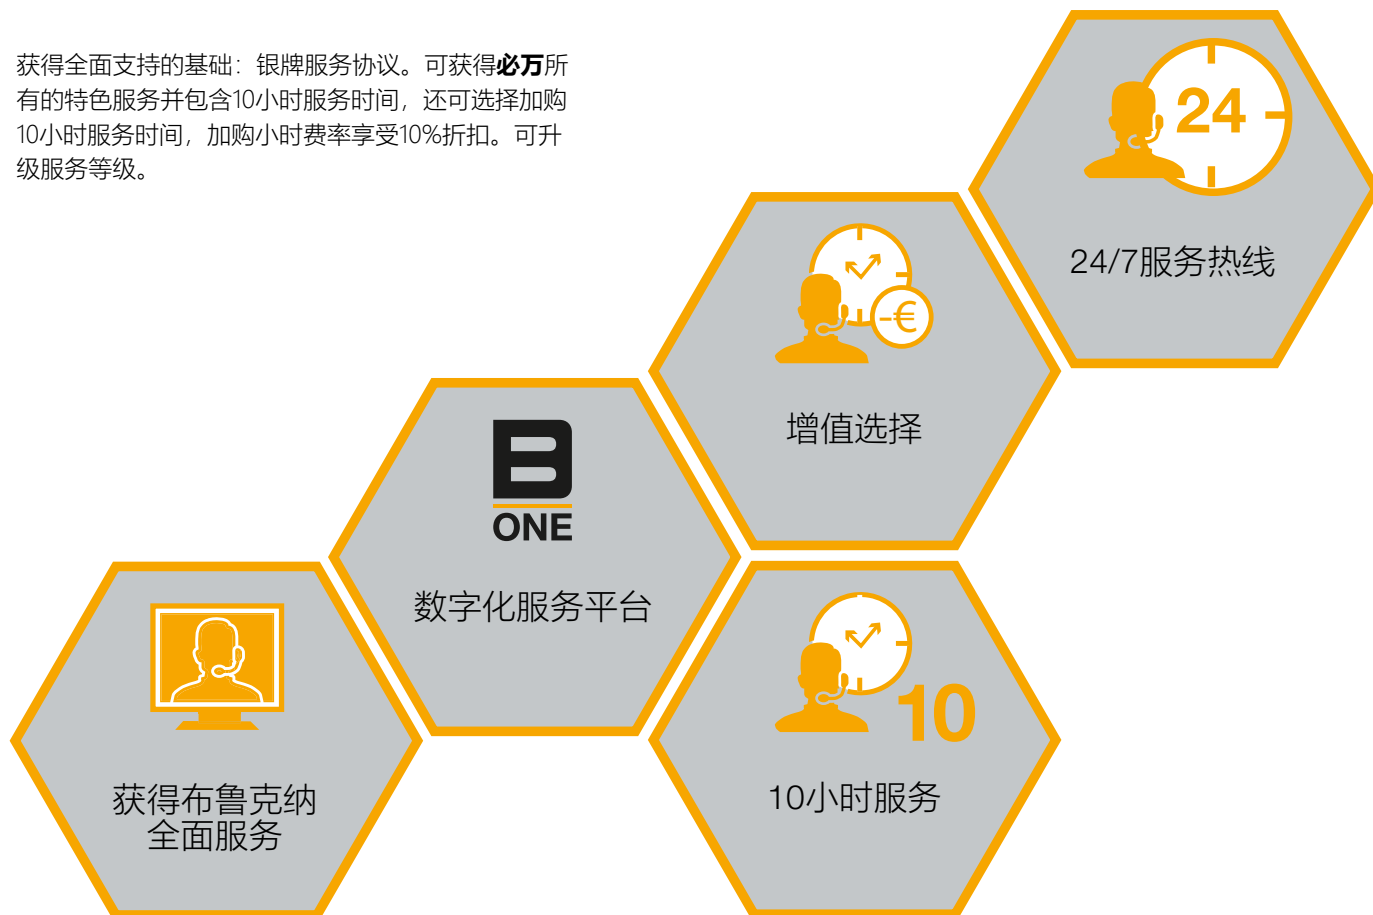 获得全面支持的基础：银牌服务协议。可获得必万所
有的特色服务并包含10小时服务时间，还可选择加购
10小时服务时间，加购小时费率享受10%折扣。可升
级服务等级。
24
24/7服务热线
-€
增值选择
B
ONE
数字化服务平台
10
10小时服务
获得布鲁克纳
全面服务